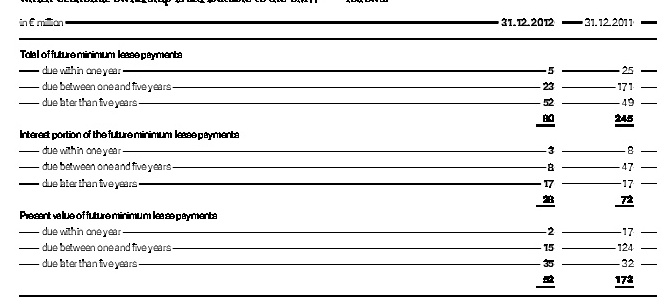 in € million 31.12.2012 31.12.2011
Total of future minimum lease payments
due within one year 5 25
due between one and five years 23 171
due later than five years 52 49
80 245
Interest portion of the future minimum lease payments
due within one year 3 8
due between one and five years 8 47
due later than five years 17 17
28 72
Present value of future minimum lease payments
due within one year 2 17
due between one and five years 15 124
due later than five years 35 32
52 173